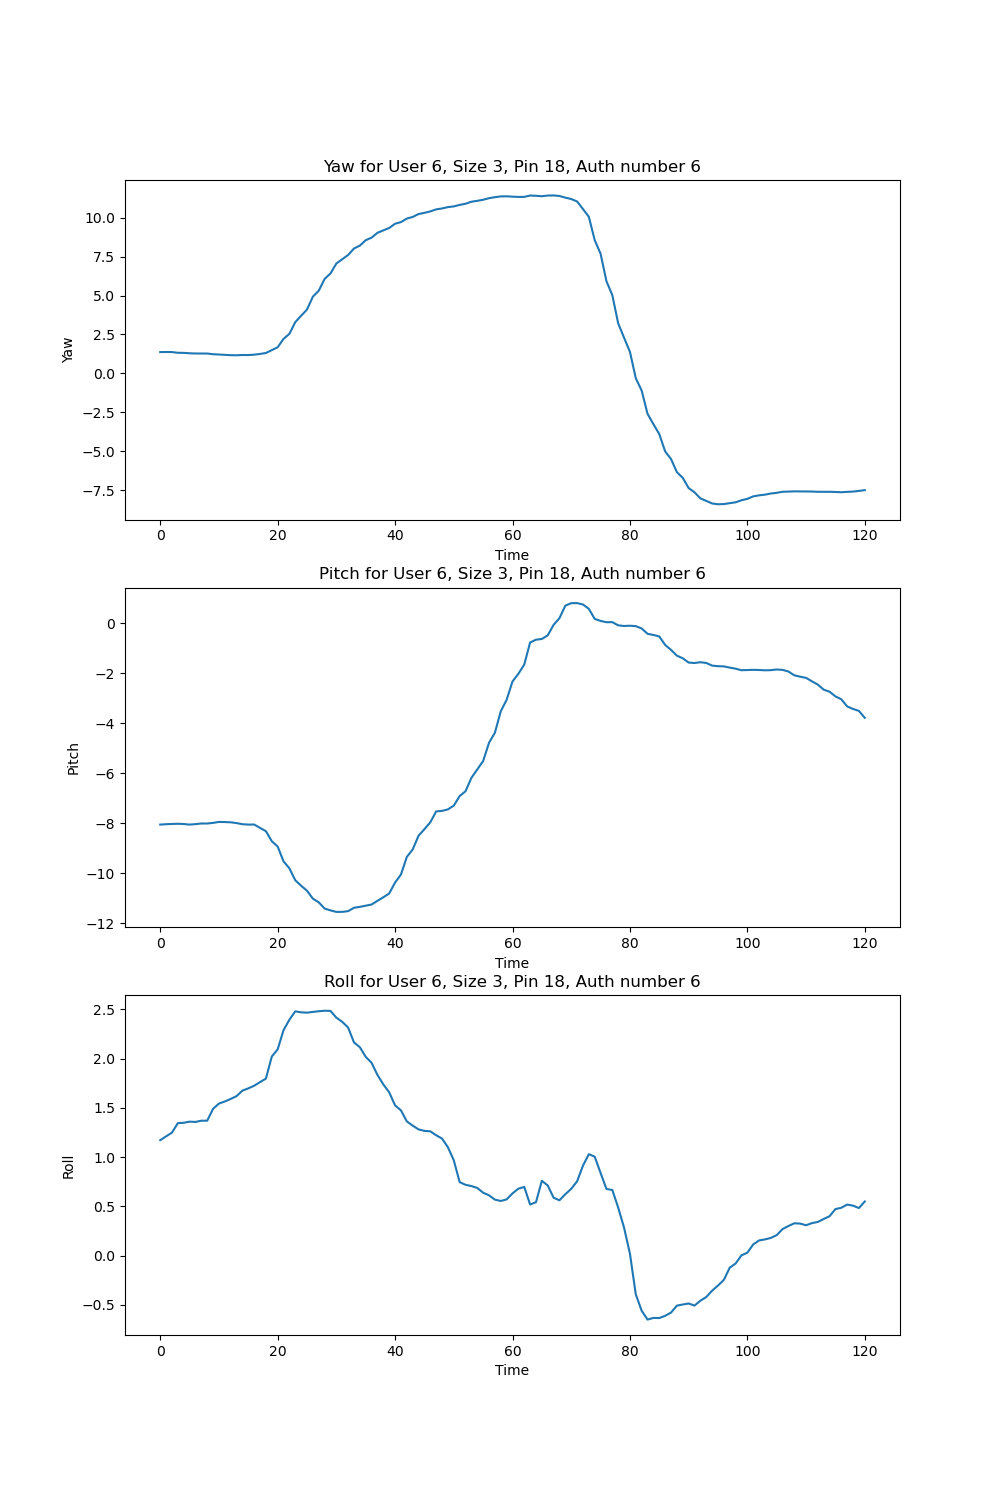 Yaw for User 6, Size 3, Pin 18, Auth number 6
10.0
7.5
5.0
2.5
0.0
−2.5
−5.0
−7.5
Yaw
0 20 40 60 80 100 120
Time
Pitch for User 6, Size 3, Pin 18, Auth number 6
0
−2
−4
−6
−8
−10
−12
Pitch
0 20 40 60 80 100 120
Time
Roll for User 6, Size 3, Pin 18, Auth number 6
2.5
2.0
1.5
1.0
0.5
0.0
−0.5
Roll
0 20 40 60 80 100 120
Time